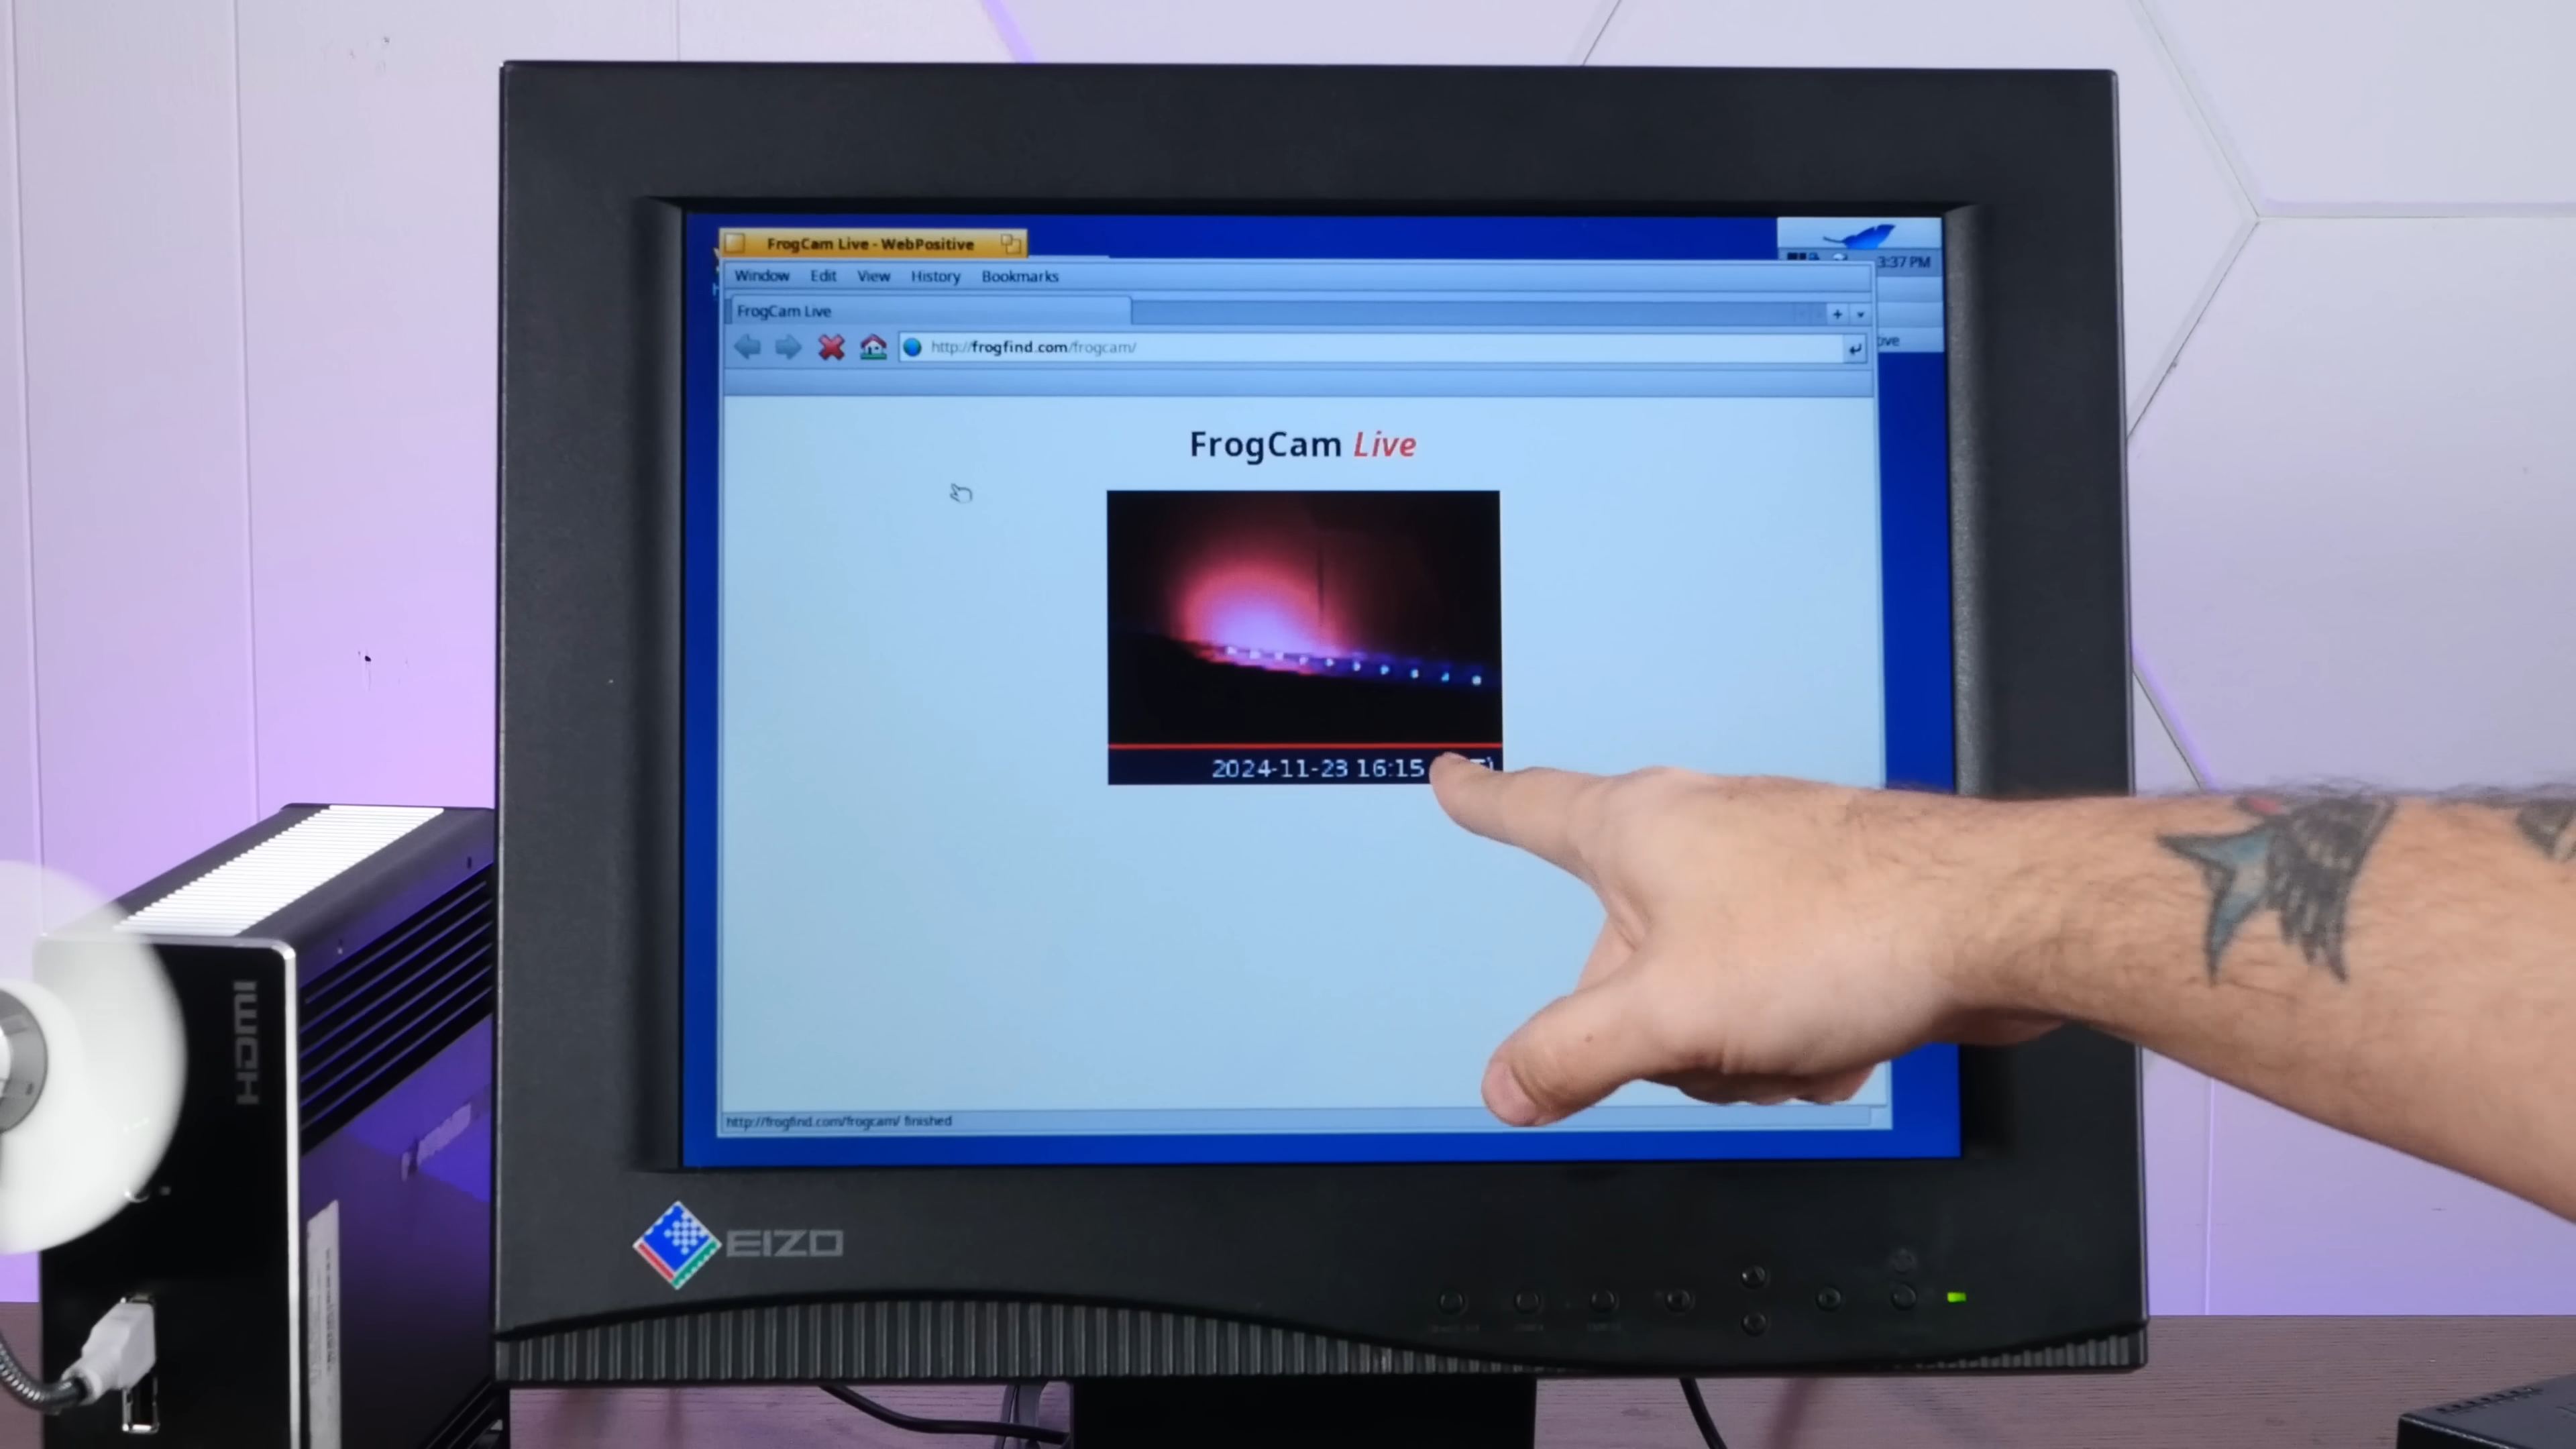 FrogCam Live - WebPositive
3:37 PM
Window Edit View History Bookmarks
FrogCam Live
http://frogfind.com/frogcam/
FrogCam Live
2024-11-23 16:15
http://frogfind.com/frogcam/ finished
HDMI
EIZO